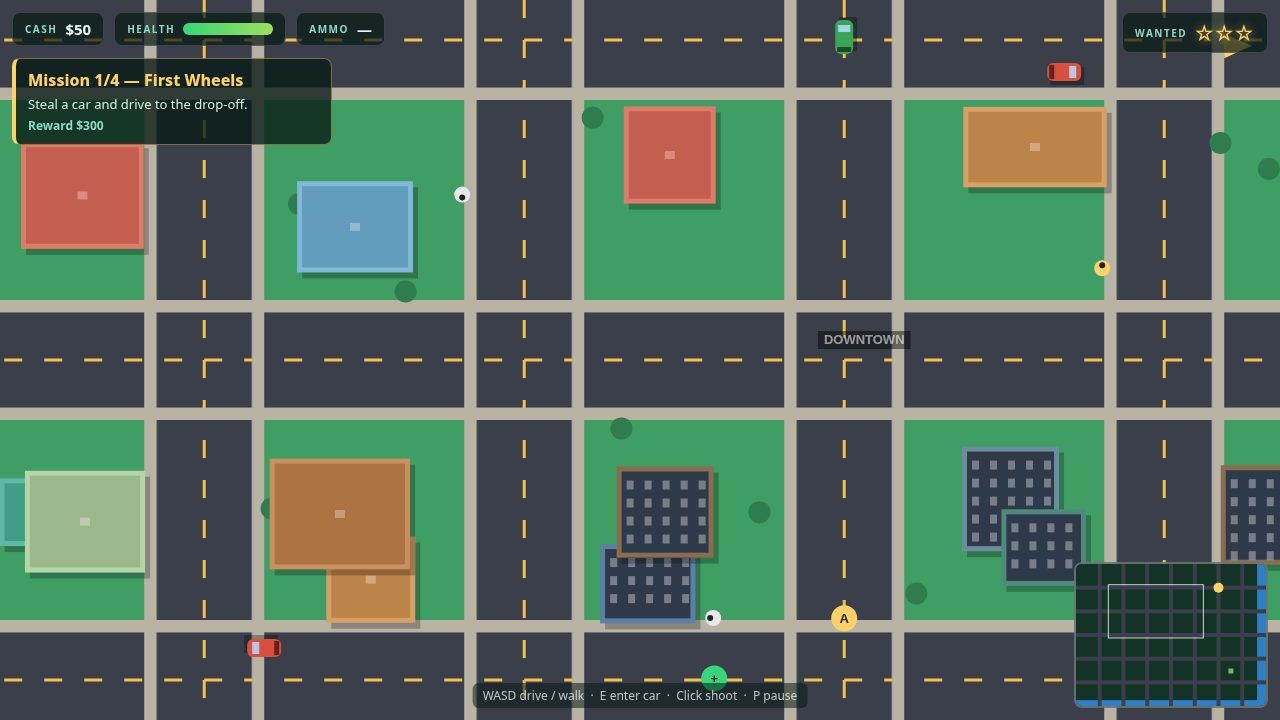 CASH $50
HEALTH
AMMO —
WANTED ☆☆☆
Mission 1/4 — First Wheels
Steal a car and drive to the drop-off.
Reward $300
DOWNTOWN
A
+
WASD drive / walk · E enter car · Click shoot · P pause